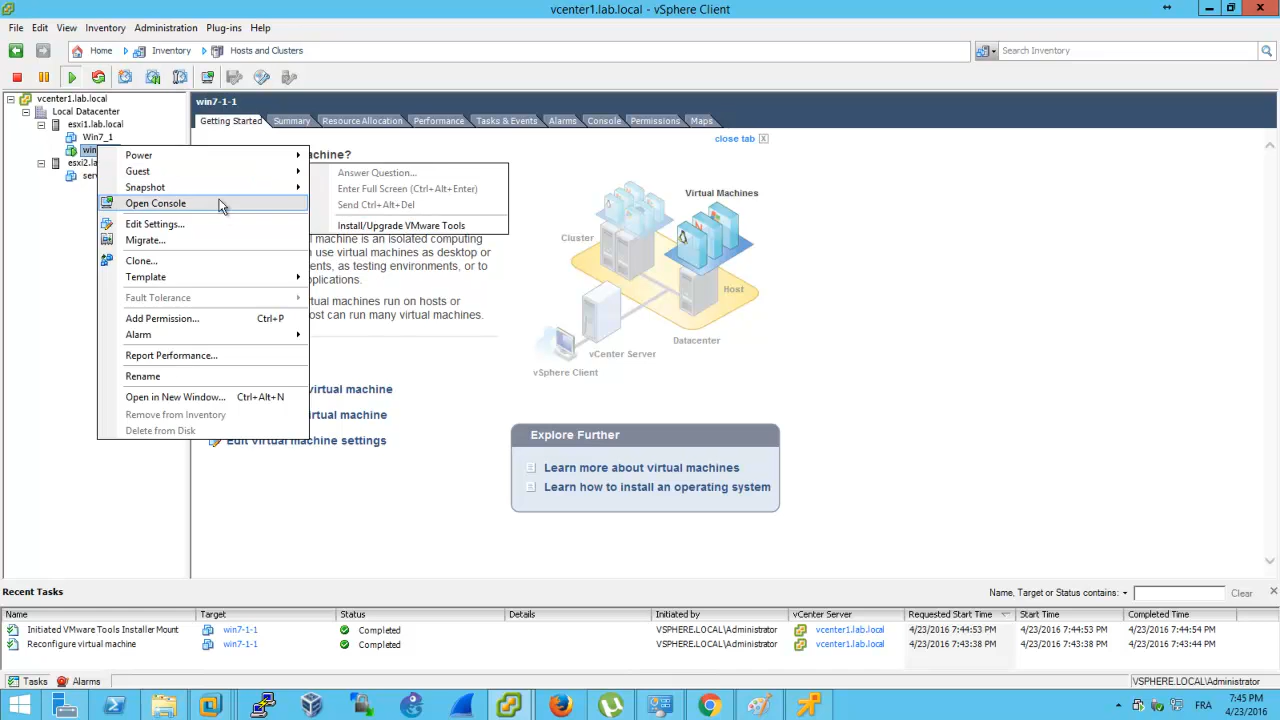 vcenter1.lab.local - vSphere Client
File Edit View Inventory Administration Plug-ins Help
Home Inventory Hosts and Clusters
Search Inventory
vcenter1.lab.local
Local Datacenter
esxi1.lab.local
Win7_1
win
esxi2.la
serv
Power
Guest
Snapshot
Open Console
Edit Settings...
Migrate...
Clone...
Template
Fault Tolerance
Add Permission... Ctrl+P
Alarm
Report Performance...
Rename
Open in New Window... Ctrl+Alt+N
Remove from Inventory
Delete from Disk
Answer Question...
Enter Full Screen (Ctrl+Alt+Enter)
Send Ctrl+Alt+Del
Install/Upgrade VMware Tools
win7-1-1
Getting Started Summary Resource Allocation Performance Tasks & Events Alarms Console Permissions Maps
close tab X
achine?
l machine is an isolated computing
n use virtual machines as desktop or
ents, as testing environments, or to
pplications.
rtual machines run on hosts or
ost can run many virtual machines.
virtual machine
irtual machine
Edit virtual machine settings
Virtual Machines
Cluster
Host
Datacenter
vCenter Server
vSphere Client
Explore Further
Learn more about virtual machines
Learn how to install an operating system
Recent Tasks
Name, Target or Status contains: Clear
Name Target Status Details Initiated by vCenter Server Requested Start Time Start Time Completed Time
Initiated VMware Tools Installer Mount win7-1-1 Completed VSPHERE.LOCAL\Administrator vcenter1.lab.local 4/23/2016 7:44:53 PM 4/23/2016 7:44:53 PM 4/23/2016 7:44:54 PM
Reconfigure virtual machine win7-1-1 Completed VSPHERE.LOCAL\Administrator vcenter1.lab.local 4/23/2016 7:43:38 PM 4/23/2016 7:43:38 PM 4/23/2016 7:43:44 PM
Tasks Alarms VSPHERE.LOCAL\Administrator
FRA 7:45 PM
4/23/2016